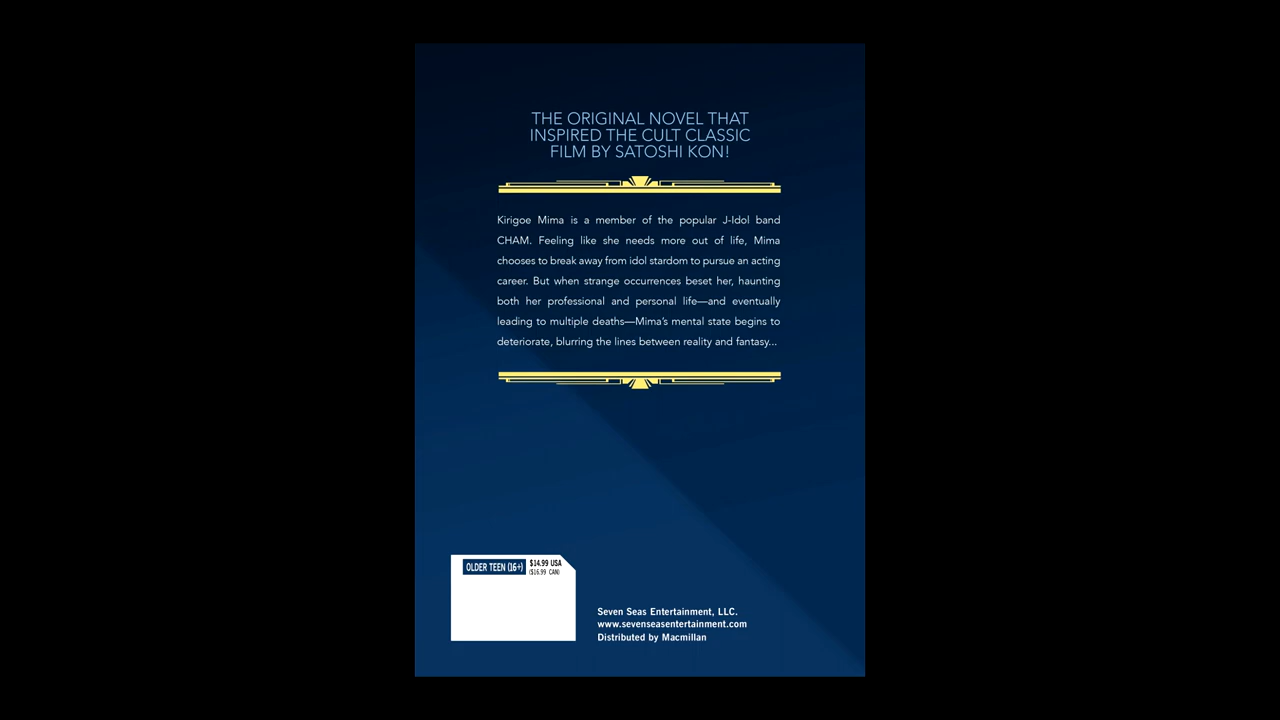 THE ORIGINAL NOVEL THAT
INSPIRED THE CULT CLASSIC
FILM BY SATOSHI KON!
Kirigoe Mima is a member of the popular J-Idol band
CHAM. Feeling like she needs more out of life, Mima
chooses to break away from idol stardom to pursue an acting
career. But when strange occurrences beset her, haunting
both her professional and personal life—and eventually
leading to multiple deaths—Mima’s mental state begins to
deteriorate, blurring the lines between reality and fantasy...
OLDER TEEN (16+)
$14.99 USA
($16.99 CAN)
Seven Seas Entertainment, LLC.
www.sevenseasentertainment.com
Distributed by Macmillan